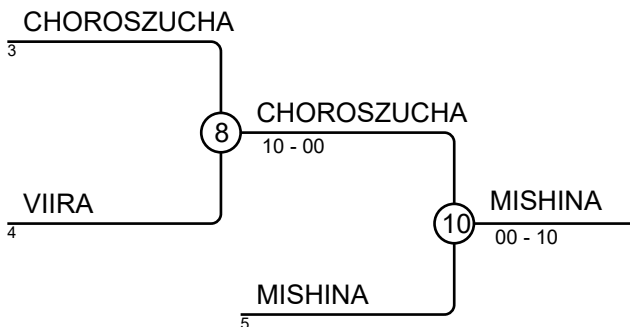 CHOROSZUCHA
3
8
CHOROSZUCHA
10 - 00
VIIRA
4
10
MISHINA
00 - 10
MISHINA
5